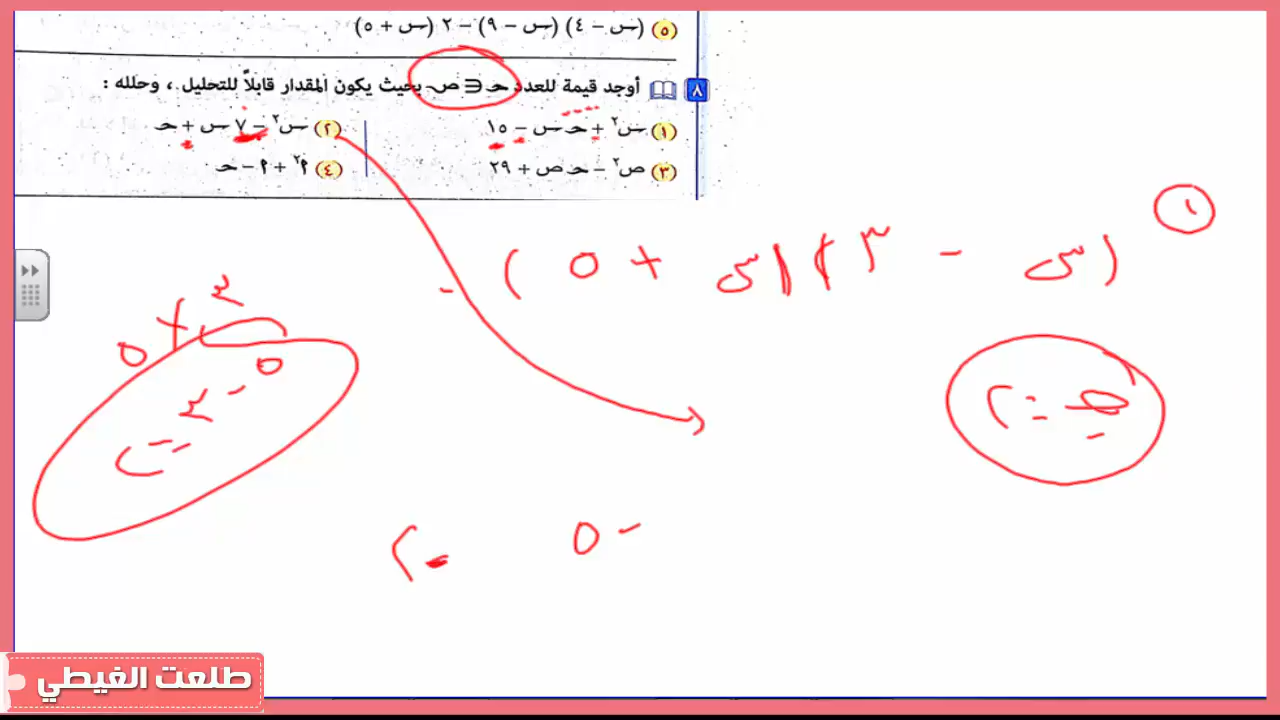 (٥) (س - ٤) (س - ٩) - ٢ (س + ٥)
٨ أوجد قيمة للعدد حـ ∈ ص بحيث يكون المقدار قابلاً للتحليل ، وحلله :
(١) س٢ + حـ س - ١٥
(٢) س٢ - ٧ س + حـ
(٣) ص٢ - حـ ص + ٢٩
(٤) ٢م + م - حـ
١
(س - ٣) (س + ٥)
٣ × ٥
٥ - ٣
= ٢
حـ = ٢
- ٥ - ٢
طلعت الغيطي